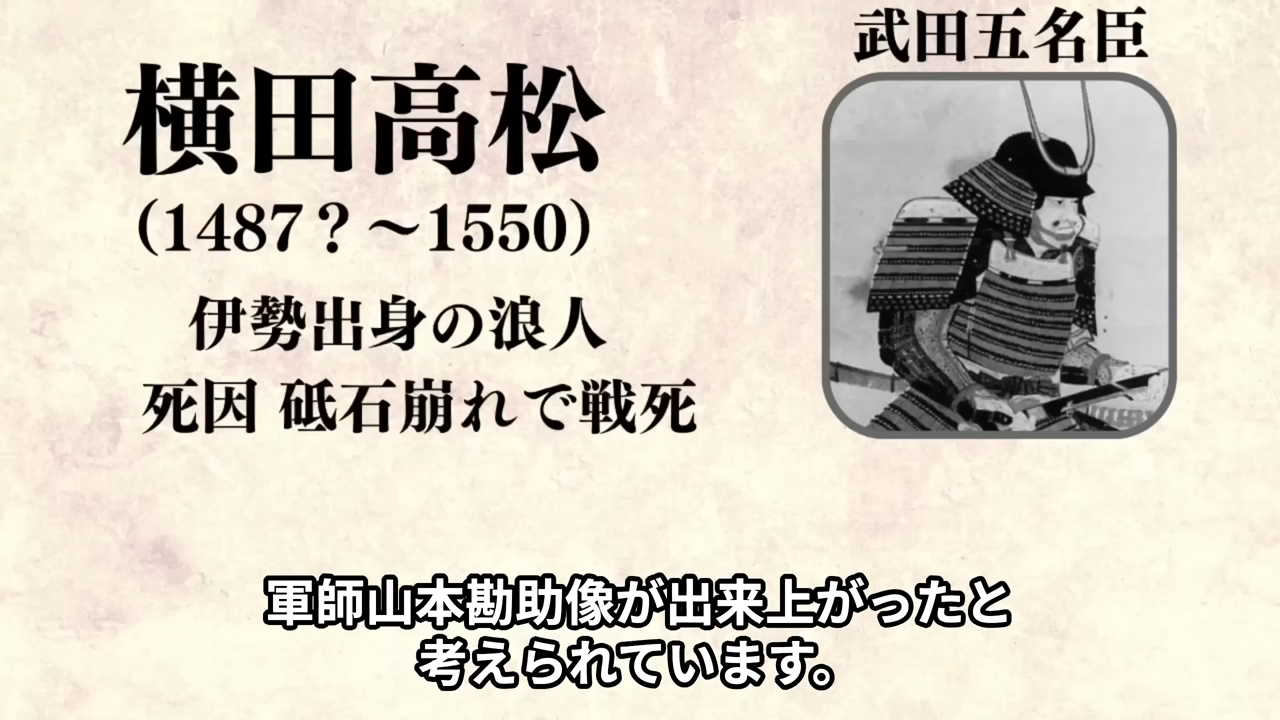 武田五名臣
横田高松
（1487？～1550）
伊勢出身の浪人
死因 砥石崩れで戦死
軍師山本勘助像が出来上がったと
考えられています。